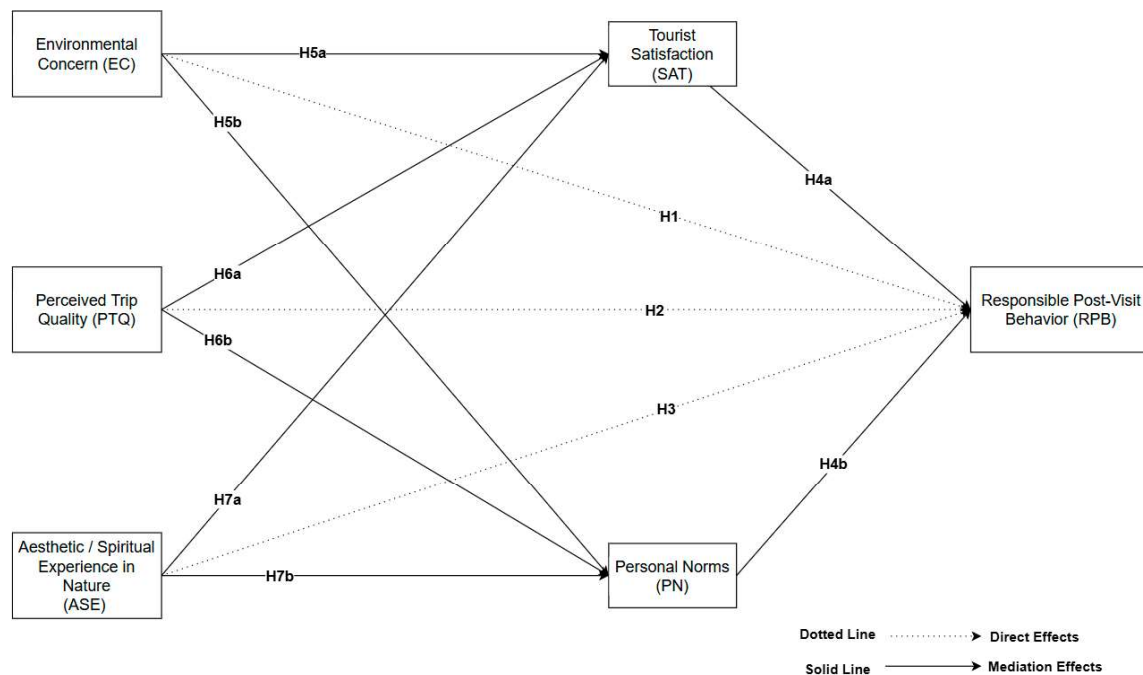 Environmental
Concern (EC)
H5a
Tourist
Satisfaction
(SAT)
H5b
H4a
H1
H6a
Perceived Trip
Quality (PTQ)
H2
Responsible Post-Visit
Behavior (RPB)
H6b
H3
H4b
H7a
Aesthetic / Spiritual
Experience in
Nature
(ASE)
H7b
Personal Norms
(PN)
Dotted Line
Direct Effects
Solid Line
Mediation Effects